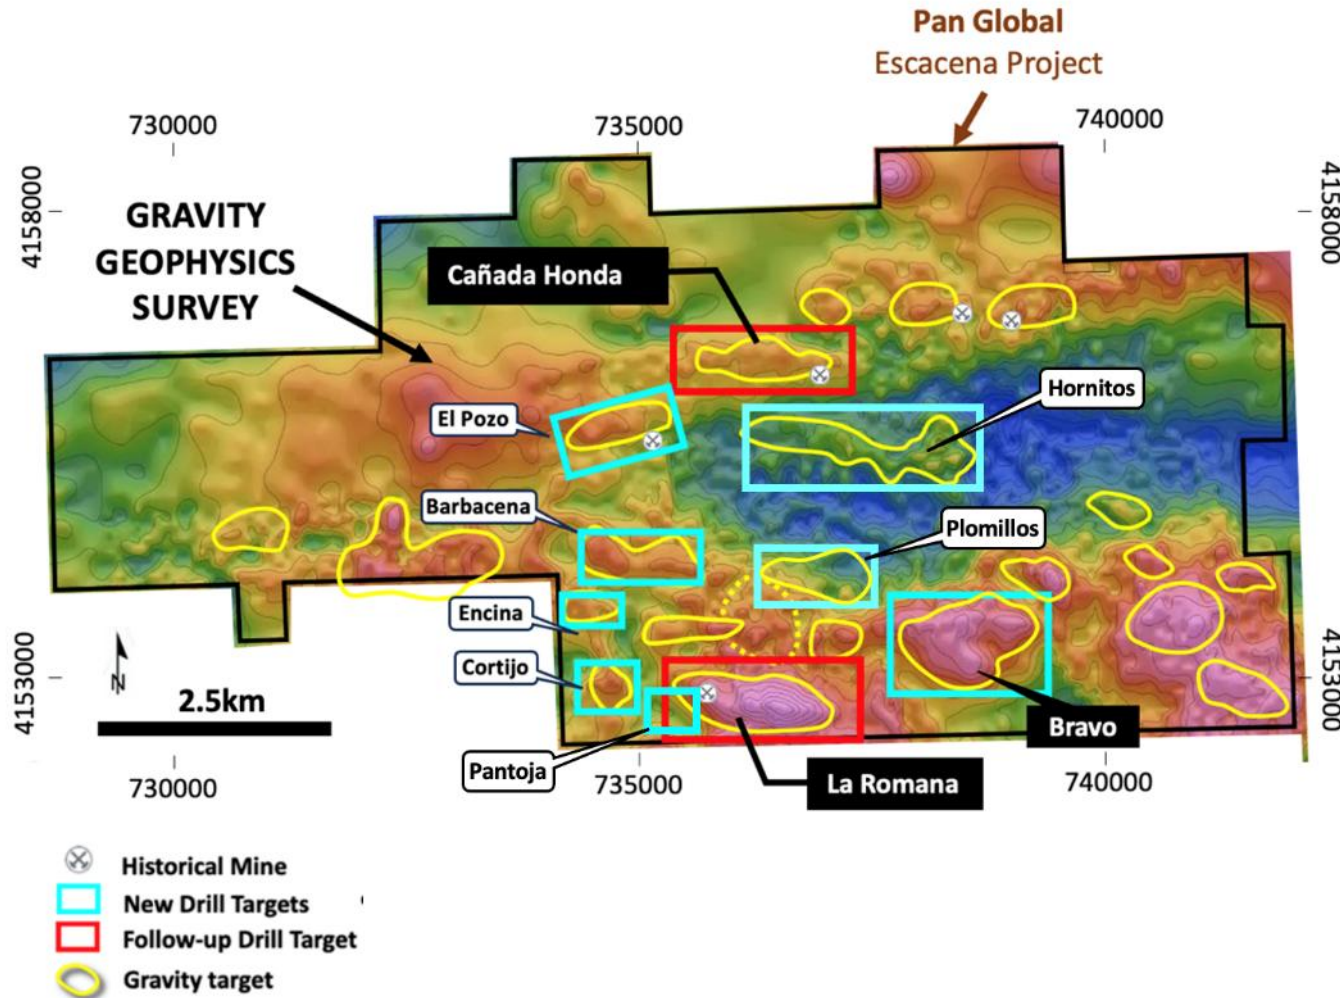 Pan Global
Escacena Project
730000
735000
740000
4158000
4158000
GRAVITY
GEOPHYSICS
SURVEY
Cañada Honda
Hornitos
El Pozo
Barbacena
Plomillos
Encina
Cortijo
4153000
4153000
N
2.5km
Bravo
Pantoja
La Romana
730000
735000
740000
Historical Mine
New Drill Targets
Follow-up Drill Target
Gravity target